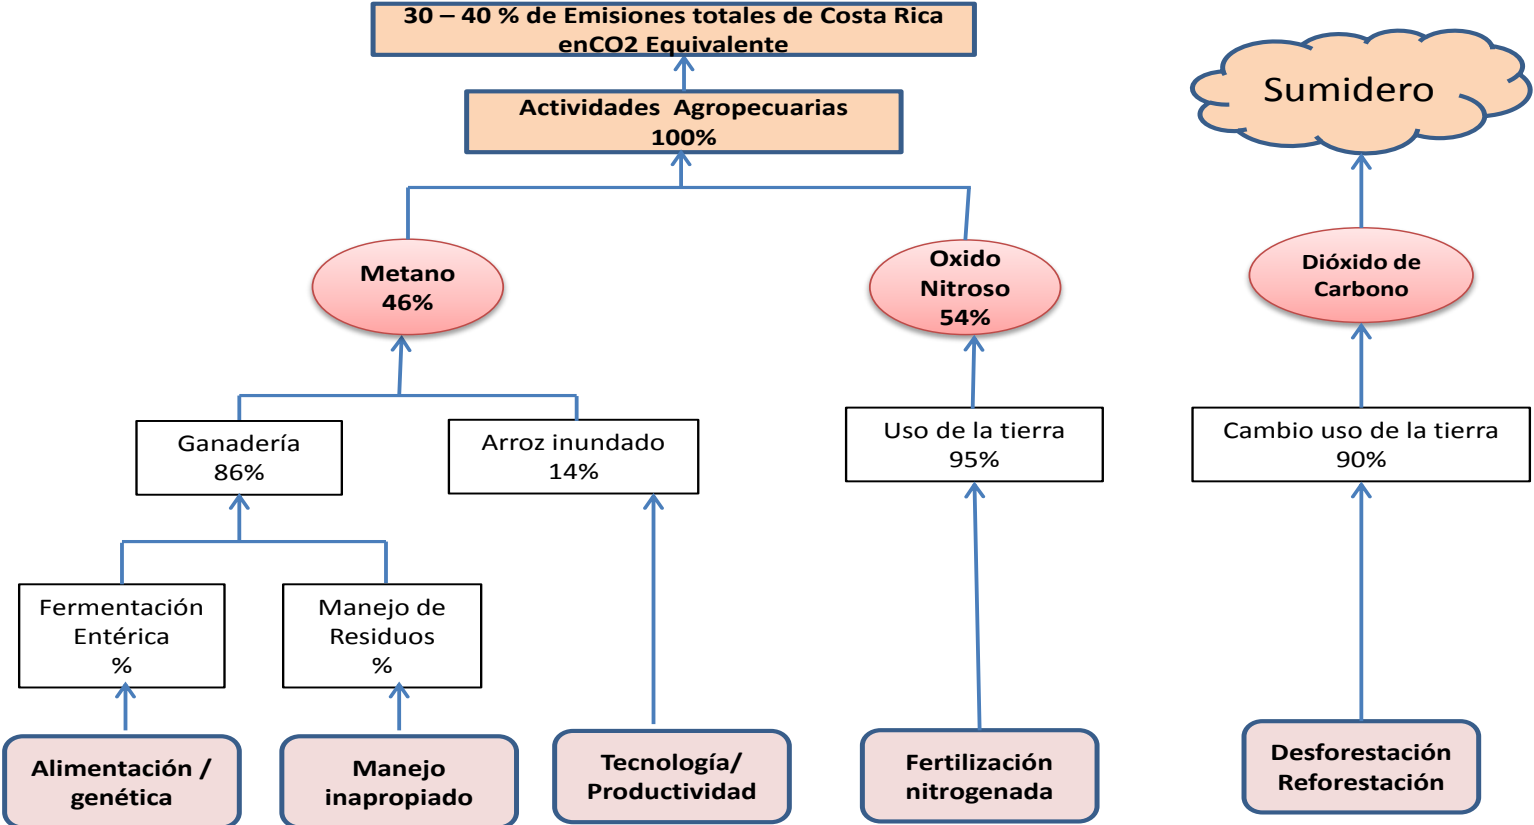 30 – 40 % de Emisiones totales de Costa Rica
enCO2 Equivalente
Actividades Agropecuarias
100%
Sumidero
Metano
46%
Oxido
Nitroso
54%
Dióxido de
Carbono
Ganadería
86%
Arroz inundado
14%
Uso de la tierra
95%
Cambio uso de la tierra
90%
Fermentación
Entérica
%
Manejo de
Residuos
%
Alimentación /
genética
Manejo
inapropiado
Tecnología/
Productividad
Fertilización
nitrogenada
Desforestación
Reforestación